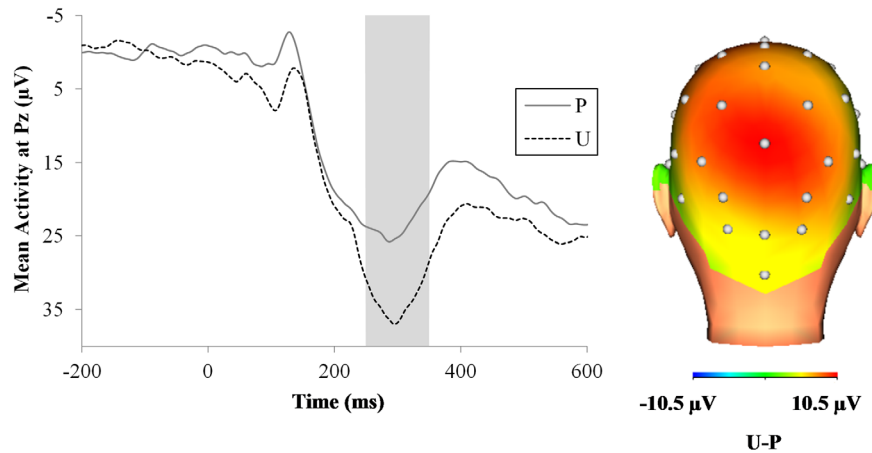 Mean Activity at Pz (µV)
-5
5
15
25
35
-200
0
200
400
600
Time (ms)
P
U
-10.5 µV
10.5 µV
U-P